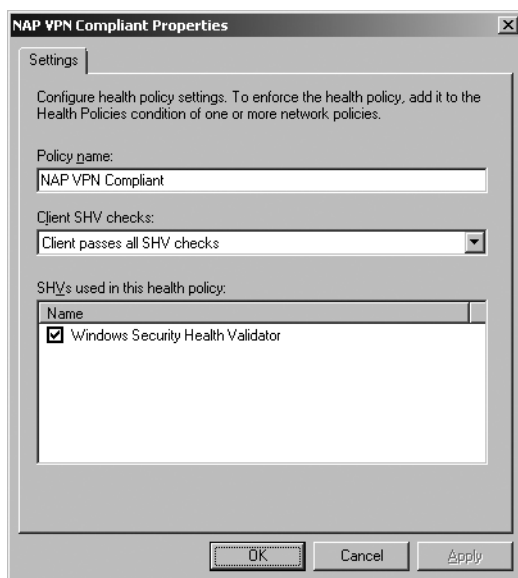 NAP VPN Compliant Properties
Settings
Configure health policy settings. To enforce the health policy, add it to the
Health Policies condition of one or more network policies.
Policy name:
NAP VPN Compliant
Client SHV checks:
Client passes all SHV checks
SHVs used in this health policy:
Name
Windows Security Health Validator
OK
Cancel
Apply